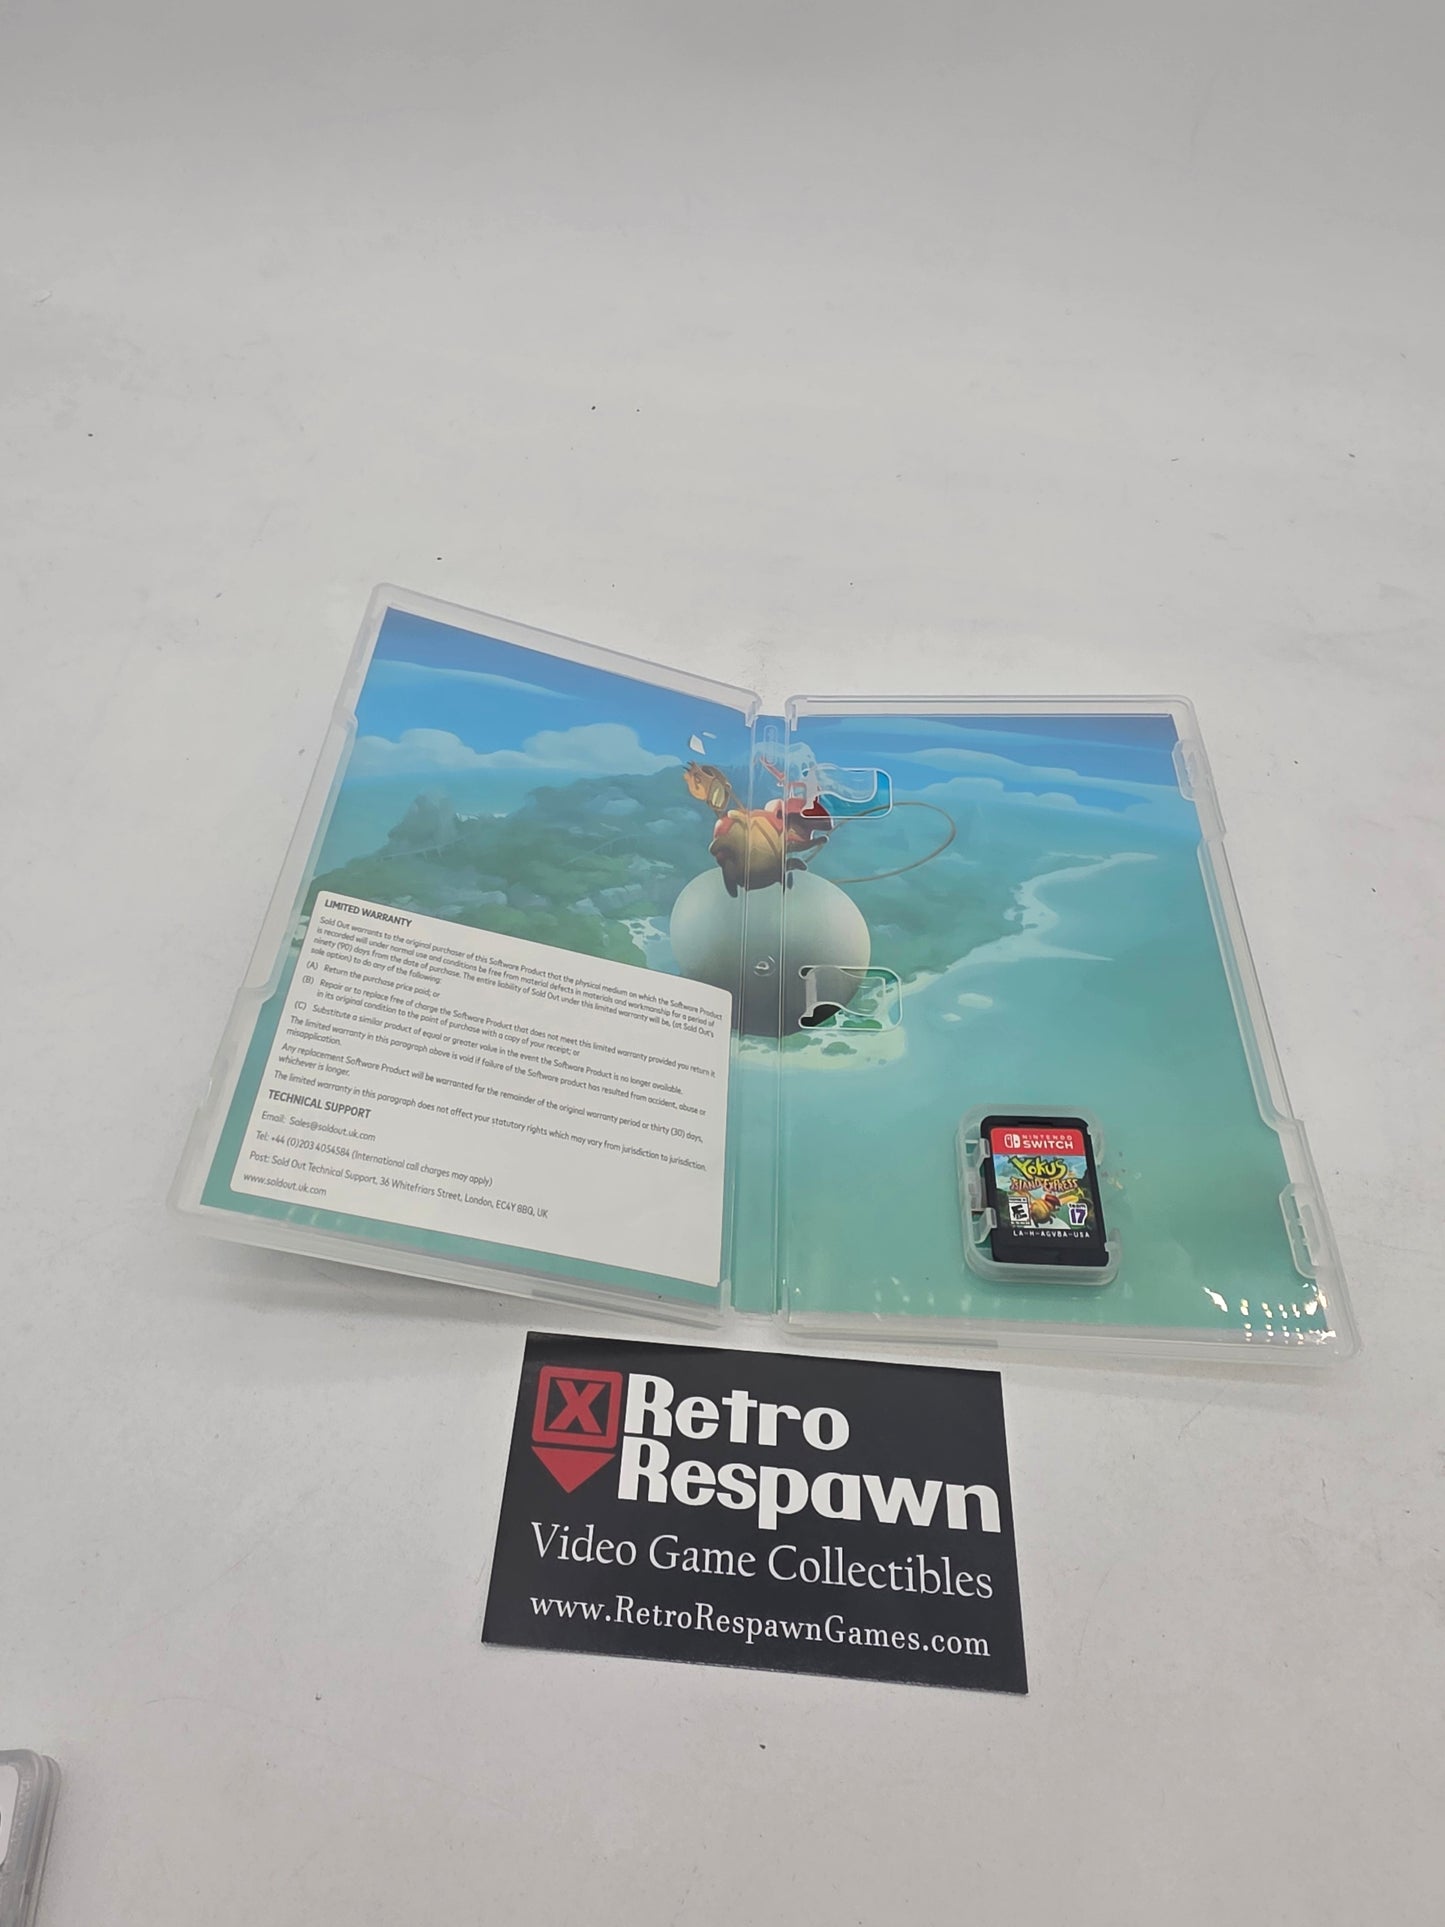 LIMITED WARRANTY
Sold Out warrants to the original purchaser of this Software Product that the physical medium on which the Software Product
is recorded will under normal use and conditions be free from material defects in materials and workmanship for a period of
ninety (90) days from the date of purchase. The entire liability of Sold Out under this limited warranty will be, (at Sold Out's
sole option) to do any of the following:
(A) Return the purchase price paid; or
(B) Repair or to replace free of charge the Software Product that does not meet this limited warranty provided you return it
in its original condition to the point of purchase with a copy of your receipt; or
(C) Substitute a similar product of equal or greater value in the event the Software Product is no longer available.
The limited warranty in this paragraph above is void if failure of the Software product has resulted from accident, abuse or
misapplication.
Any replacement Software Product will be warranted for the remainder of the original warranty period or thirty (30) days,
whichever is longer.
The limited warranty in this paragraph does not affect your statutory rights which may vary from jurisdiction to jurisdiction.
TECHNICAL SUPPORT
Email: Sales@soldout.uk.com
Tel: +44 (0)203 4054584 (International call charges may apply)
Post: Sold Out Technical Support, 36 Whitefriars Street, London, EC4Y 8BQ, UK
www.soldout.uk.com
NINTENDO
SWITCH
YOKU'S
ISLAND EXPRESS
E
17
LA-H-AGVBA-USA
X Retro
Respawn
Video Game Collectibles
www.RetroRespawnGames.com